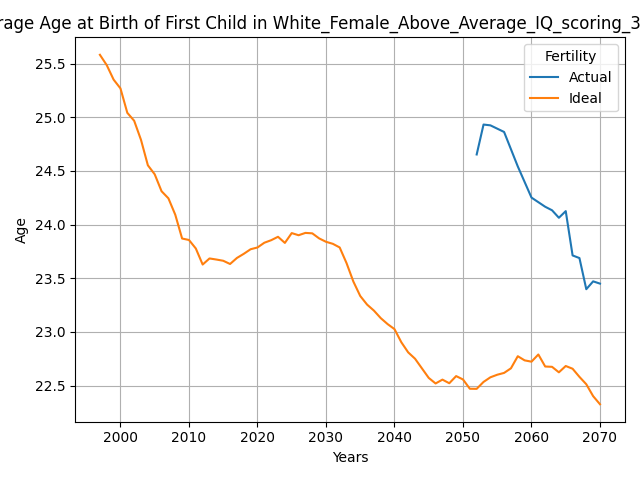 rage Age at Birth of First Child in White_Female_Above_Average_IQ_scoring_3
Fertility
Actual
Ideal
25.5
25.0
24.5
24.0
23.5
23.0
22.5
Age
2000 2010 2020 2030 2040 2050 2060 2070
Years